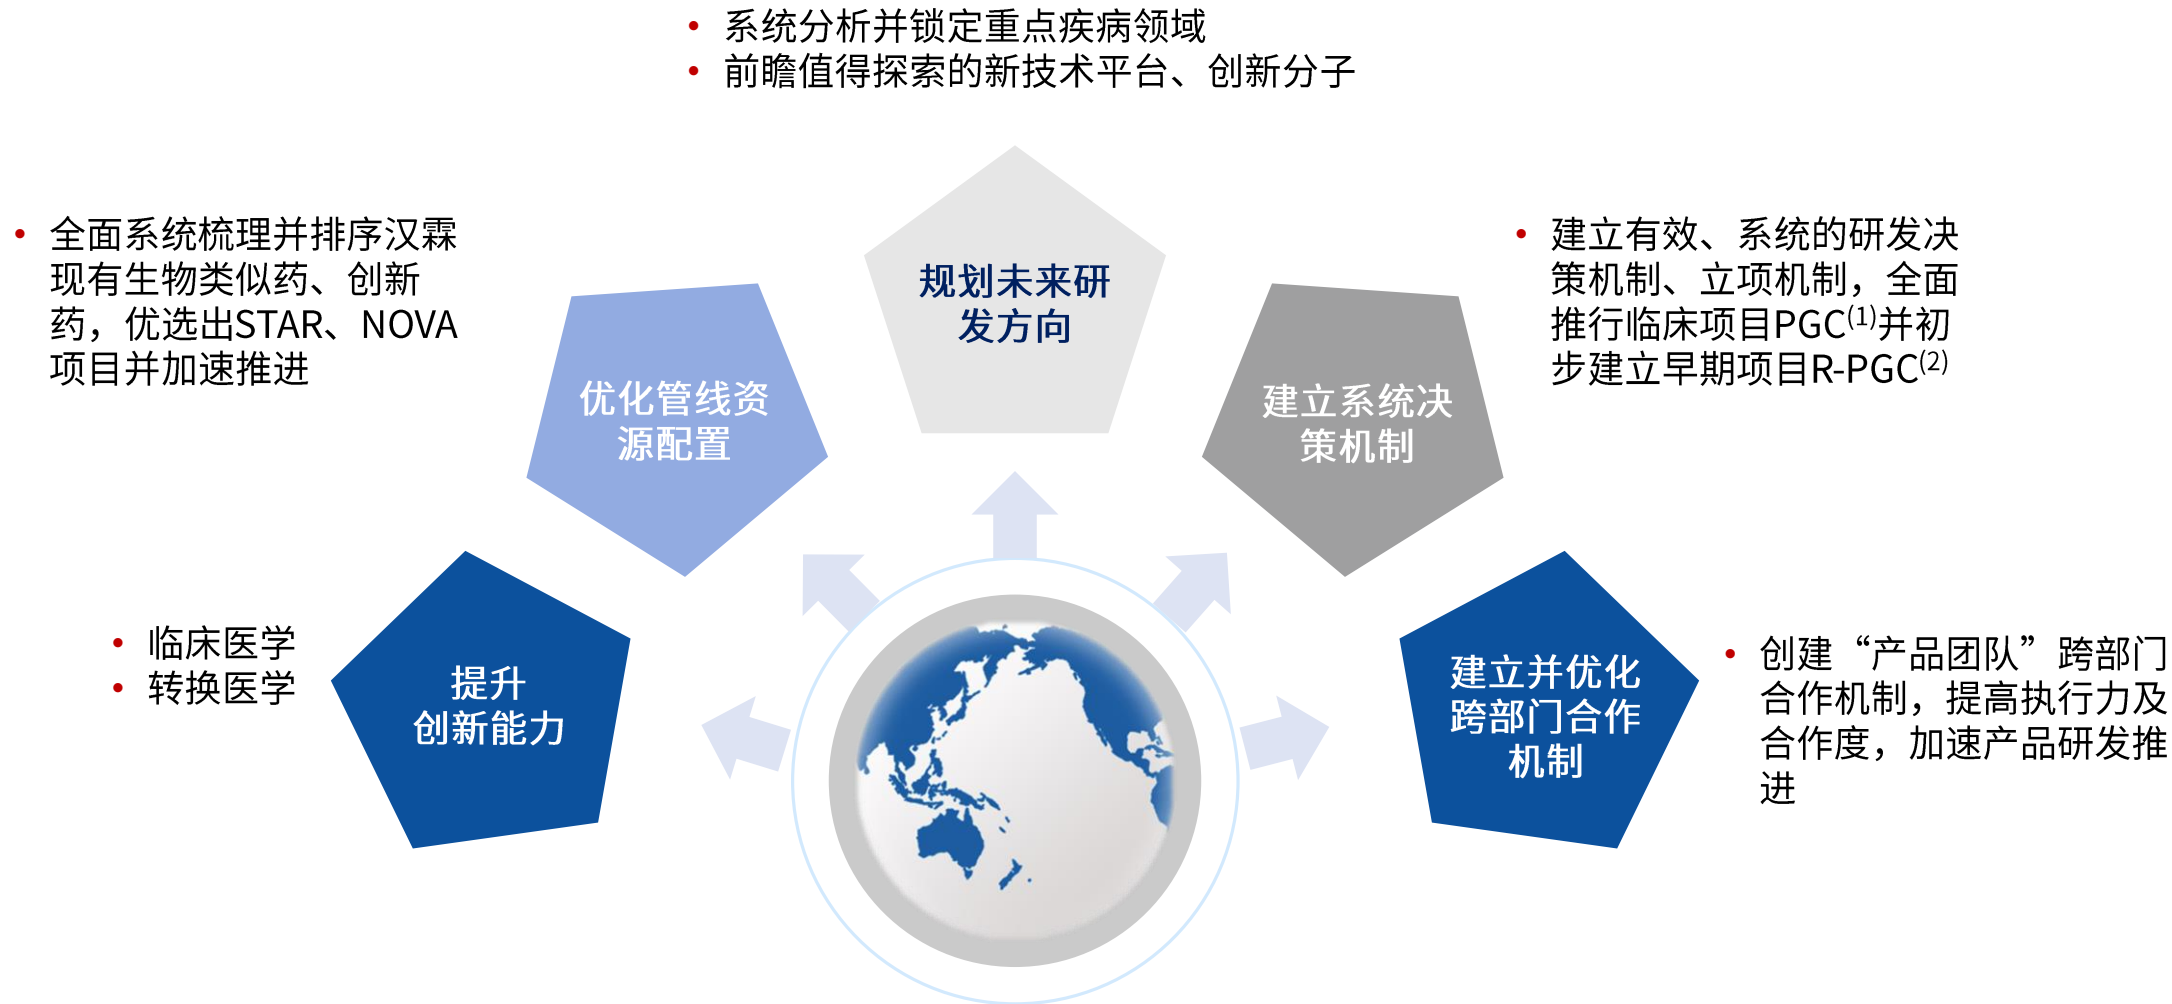 • 系统分析并锁定重点疾病领域
• 前瞻值得探索的新技术平台、创新分子
规划未来研
发方向
• 全面系统梳理并排序汉霖
现有生物类似药、创新
药，优选出STAR、NOVA
项目并加速推进
优化管线资
源配置
• 建立有效、系统的研发决
策机制、立项机制，全面
推行临床项目PGC(1)并初
步建立早期项目R-PGC(2)
建立系统决
策机制
• 临床医学
• 转换医学
提升
创新能力
建立并优化
跨部门合作
机制
• 创建“产品团队”跨部门
合作机制，提高执行力及
合作度，加速产品研发推
进